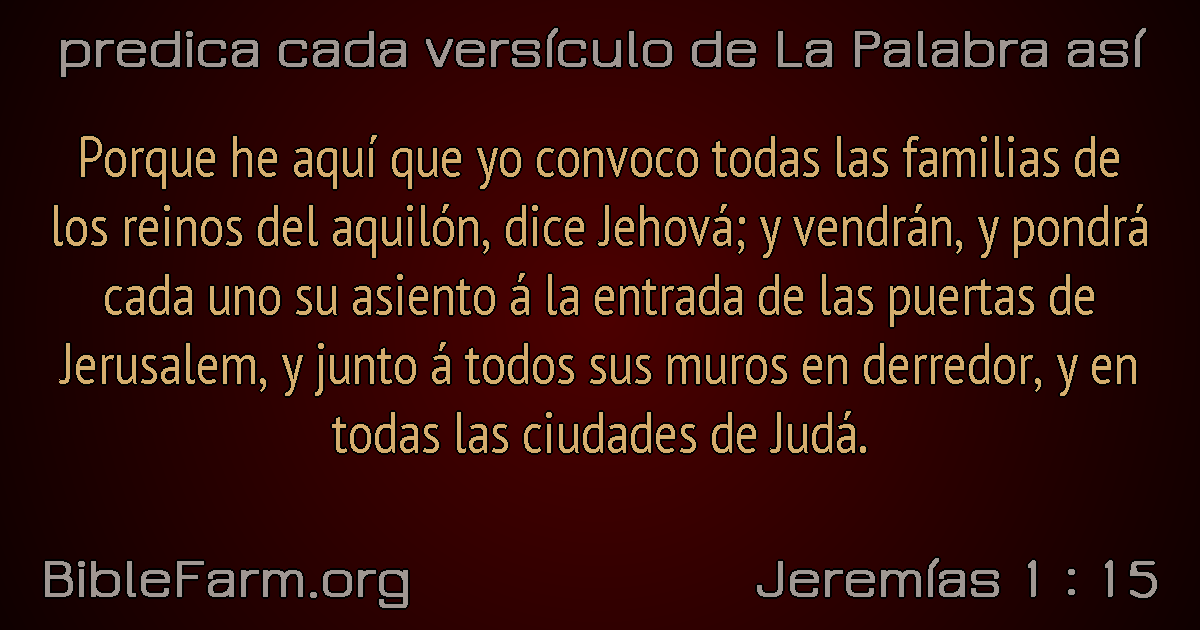 predica cada versículo de La Palabra así
Porque he aquí que yo convoco todas las familias de
los reinos del aquilón, dice Jehová; y vendrán, y pondrá
cada uno su asiento á la entrada de las puertas de
Jerusalem, y junto á todos sus muros en derredor, y en
todas las ciudades de Judá.
BibleFarm.org
Jeremías 1 : 15